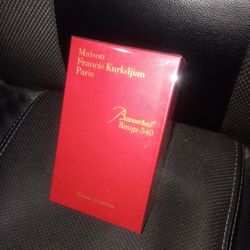 Maison
Francis Kurkdjian
Paris
Baccarat
Rouge 540
Extrait de parfum